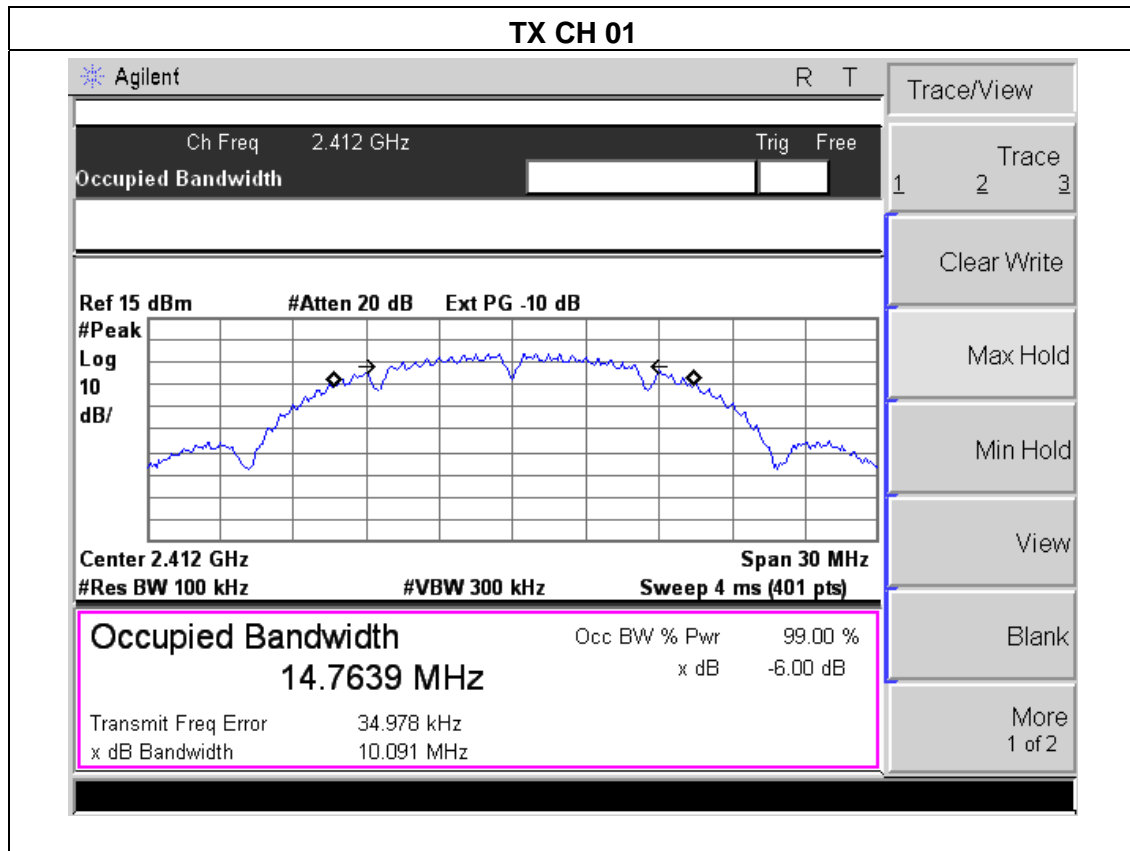 TX CH 01
Agilent R T
Trace/View
Ch Freq 2.412 GHz Trig Free
Occupied Bandwidth
Trace
1 2 3
Clear Write
Ref 15 dBm #Atten 20 dB Ext PG -10 dB
#Peak
Log
10
dB/
Max Hold
Min Hold
Center 2.412 GHz Span 30 MHz
#Res BW 100 kHz #VBW 300 kHz Sweep 4 ms (401 pts)
View
Occupied Bandwidth
14.7639 MHz
Occ BW % Pwr 99.00 %
x dB -6.00 dB
Transmit Freq Error 34.978 kHz
x dB Bandwidth 10.091 MHz
Blank
More
1 of 2